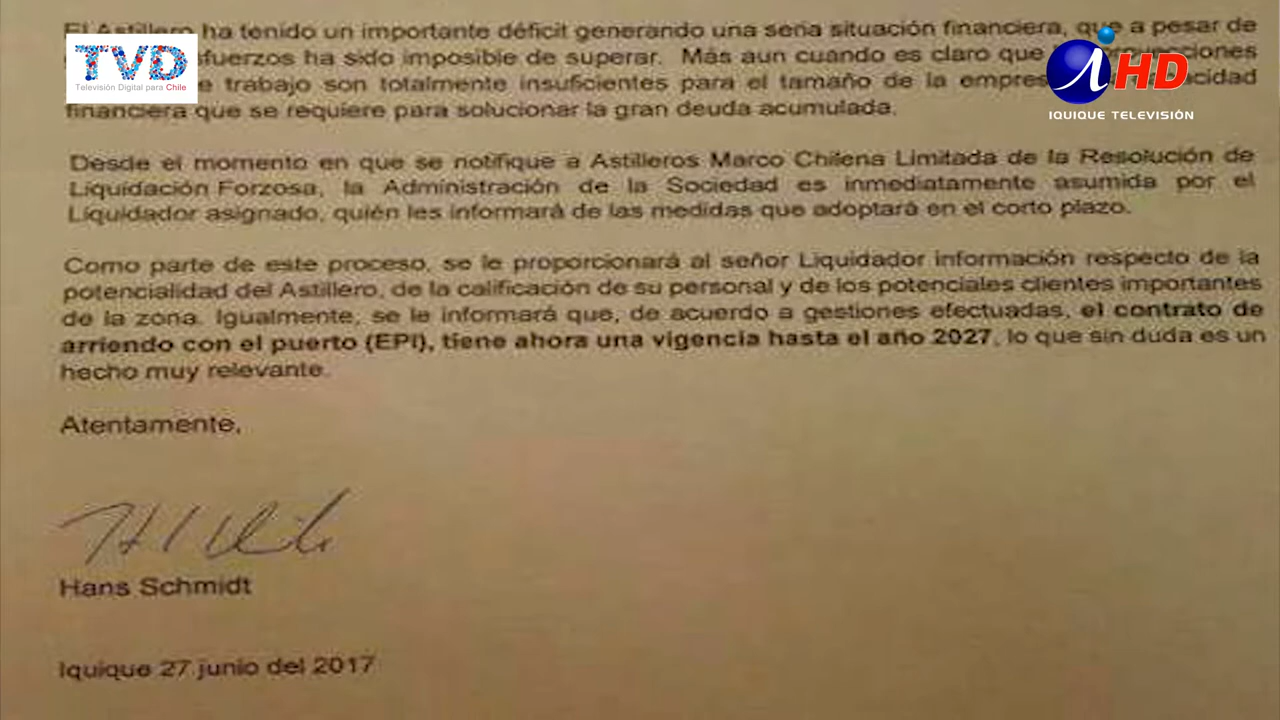 El Astillero ha tenido un importante déficit generando una seña situación financiera, que a pesar de
sfuerzos ha sido imposible de superar. Más aun cuando es claro que
e trabajo son totalmente insuficientes para el tamaño de la empres
financiera que se requiere para solucionar la gran deuda acumulada.
TVD
Televisión Digital para Chile
HD
IQUIQUE TELEVISIÓN
Desde el momento en que se notifique a Astilleros Marco Chilena Limitada de la Resolución de
Liquidación Forzosa, la Administración de la Sociedad es inmediatamente asumida por el
Liquidador asignado, quién les informará de las medidas que adoptará en el corto plazo.
Como parte de este proceso, se le proporcionará al señor Liquidador información respecto de la
potencialidad del Astillero, de la calificación de su personal y de los potenciales clientes importantes
de la zona. Igualmente, se le informará que, de acuerdo a gestiones efectuadas, el contrato de
arriendo con el puerto (EPI), tiene ahora una vigencia hasta el año 2027, lo que sin duda es un
hecho muy relevante.
Atentamente,
Hans Schmidt
Iquique 27 junio del 2017